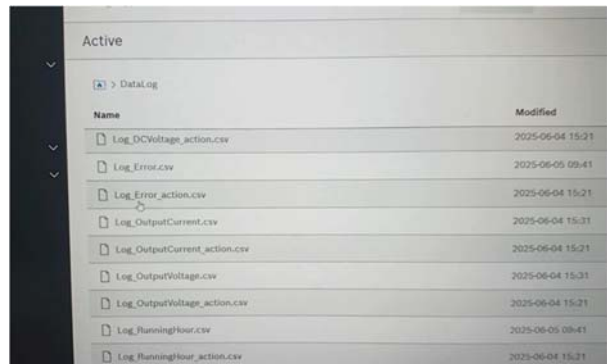 Active
> DataLog
Name Modified
Log_DCVoltage_action.csv 2025-06-04 15:21
Log_Error.csv 2025-06-05 09:41
Log_Error_action.csv 2025-06-04 15:21
Log_OutputCurrent.csv 2025-06-04 15:31
Log_OutputCurrent_action.csv 2025-06-04 15:21
Log_OutputVoltage.csv 2025-06-04 15:31
Log_OutputVoltage_action.csv 2025-06-04 15:21
Log_RunningHour.csv 2025-06-05 09:41
Log_RunningHour_action.csv 2025-06-04 15:21